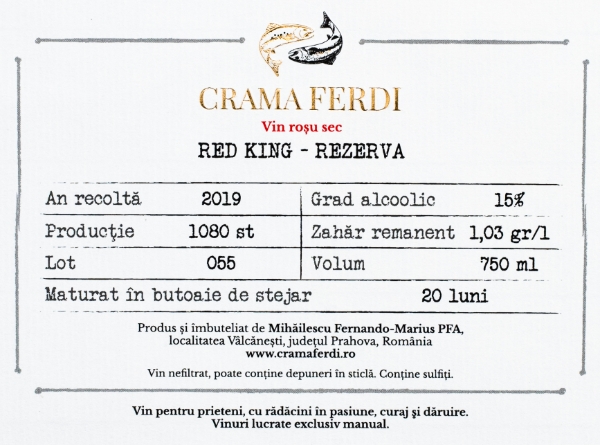 CRAMA FERDI
Vin roșu sec
RED KING - REZERVA
An recoltă 2019 Grad alcoolic 15%
Producţie 1080 st Zahăr remanent 1,03 gr/l
Lot 055 Volum 750 ml
Maturat în butoaie de stejar 20 luni
Produs și îmbuteliat de Mihăilescu Fernando-Marius PFA,
localitatea Vâlcănești, județul Prahova, România
www.cramaferdi.ro
Vin nefiltrat, poate conține depuneri în sticlă. Conține sulfiți.
Vin pentru prieteni, cu rădăcini în pasiune, curaj și dăruire.
Vinuri lucrate exclusiv manual.